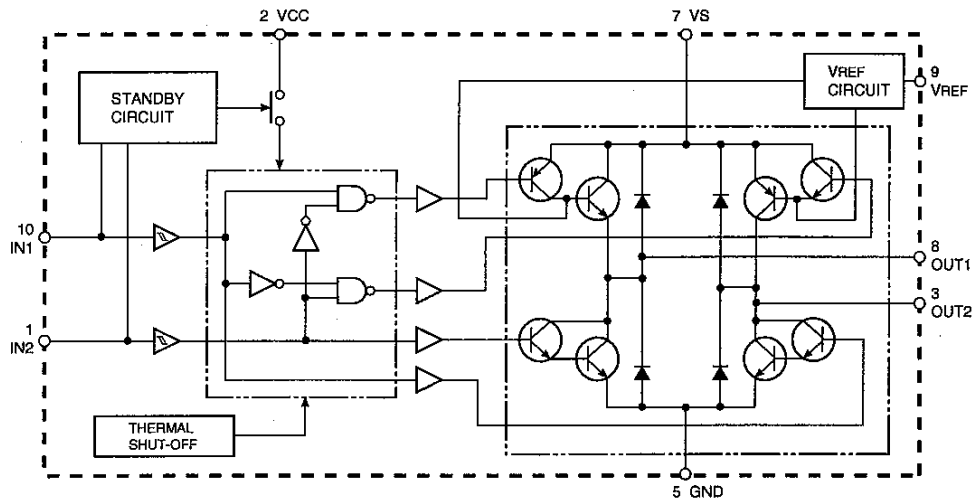 2 VCC
7 VS
STANDBY
CIRCUIT
VREF
CIRCUIT
9
VREF
10
IN1
8
OUT1
3
OUT2
1
IN2
THERMAL
SHUT-OFF
5 GND